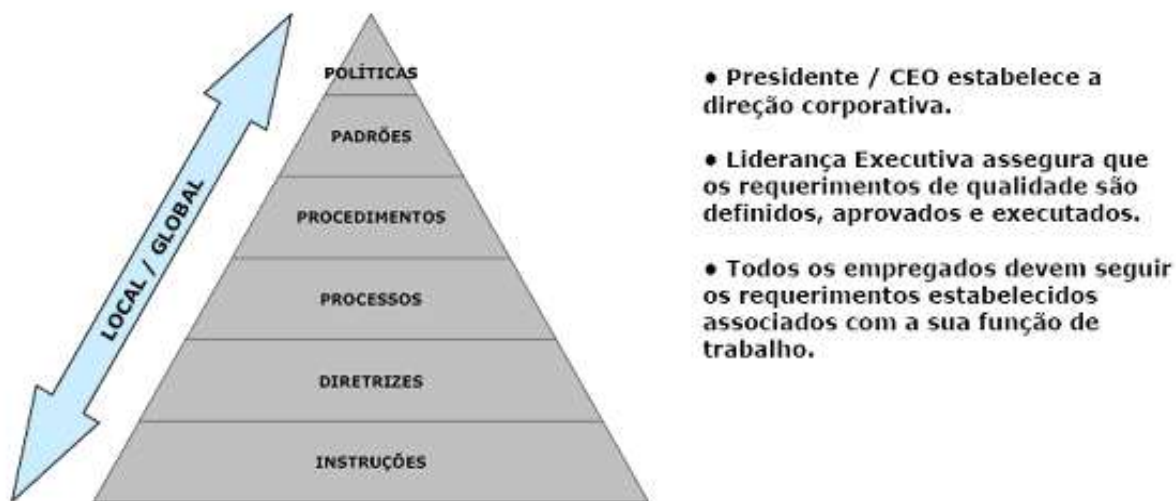 POLÍTICAS
PADRÕES
PROCEDIMENTOS
PROCESSOS
DIRETRIZES
INSTRUÇÕES
LOCAL / GLOBAL
● Presidente / CEO estabelece a
direção corporativa.
● Liderança Executiva assegura que
os requerimentos de qualidade são
definidos, aprovados e executados.
● Todos os empregados devem seguir
os requerimentos estabelecidos
associados com a sua função de
trabalho.